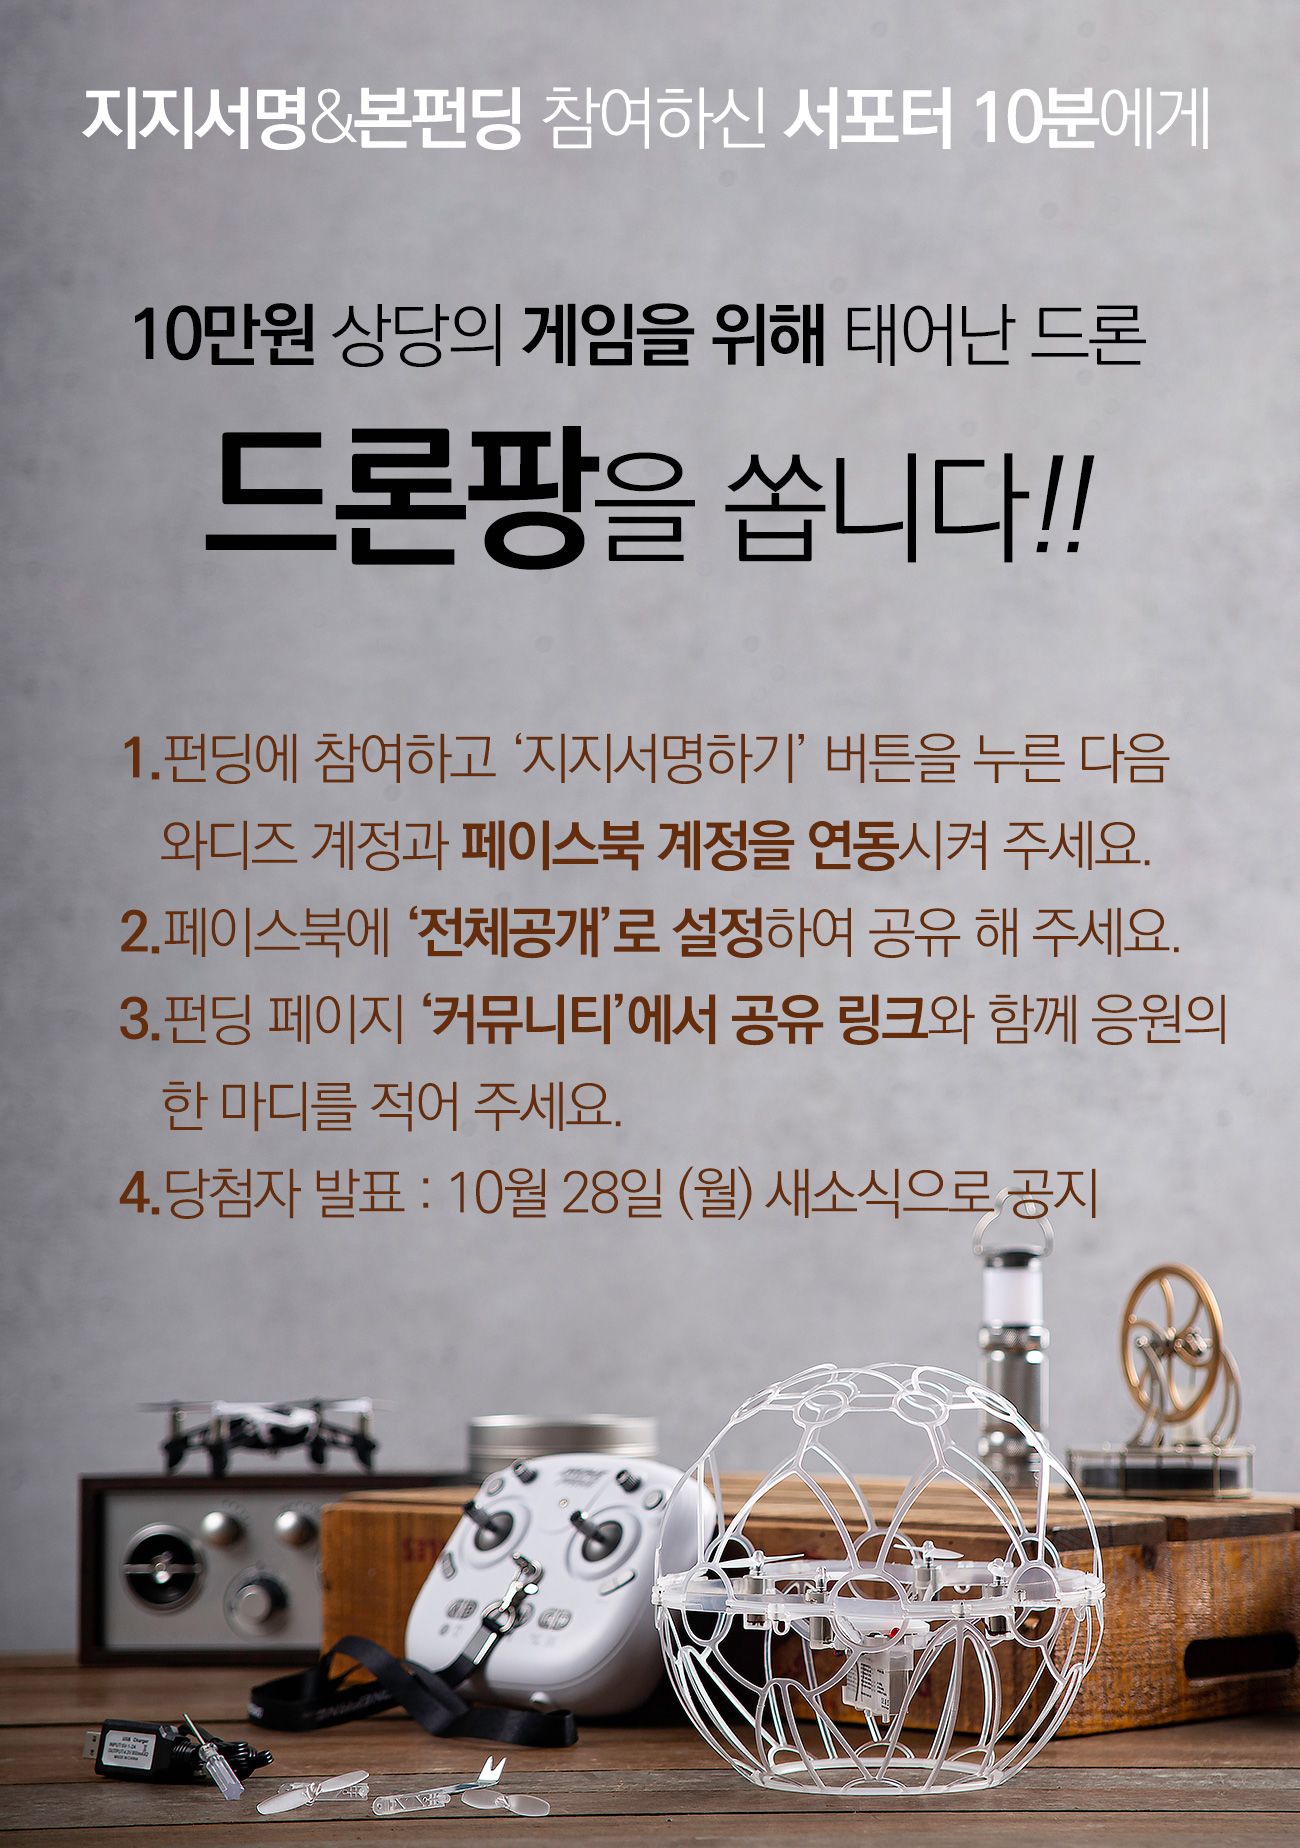 지지서명&본펀딩 참여하신 서포터 10분에게
10만원 상당의 게임을 위해 태어난 드론
드론팡을 쏩니다!!
1.펀딩에 참여하고 ‘지지서명하기’ 버튼을 누른 다음
와디즈 계정과 페이스북 계정을 연동시켜 주세요.
2.페이스북에 ‘전체공개’로 설정하여 공유 해 주세요.
3.펀딩 페이지 ‘커뮤니티’에서 공유 링크와 함께 응원의
한 마디를 적어 주세요.
4.당첨자 발표 : 10월 28일 (월) 새소식으로 공지
USB Charger